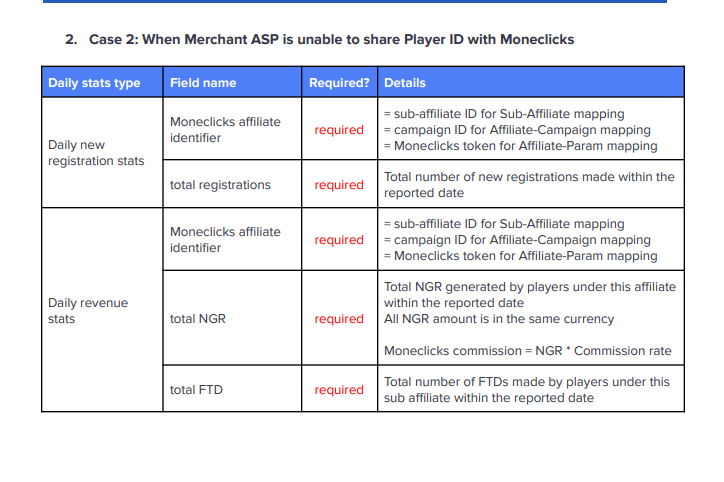 2. Case 2: When Merchant ASP is unable to share Player ID with Moneclicks
Daily stats type Field name Required? Details
Daily new
registration stats
Moneclicks affiliate
identifier
required
= sub-affiliate ID for Sub-Affiliate mapping
= campaign ID for Affiliate-Campaign mapping
= Moneclicks token for Affiliate-Param mapping
total registrations
required
Total number of new registrations made within the
reported date
Daily revenue
stats
Moneclicks affiliate
identifier
required
= sub-affiliate ID for Sub-Affiliate mapping
= campaign ID for Affiliate-Campaign mapping
= Moneclicks token for Affiliate-Param mapping
total NGR
required
Total NGR generated by players under this affiliate
within the reported date
All NGR amount is in the same currency
Moneclicks commission = NGR * Commission rate
total FTD
required
Total number of FTDs made by players under this
sub affiliate within the reported date